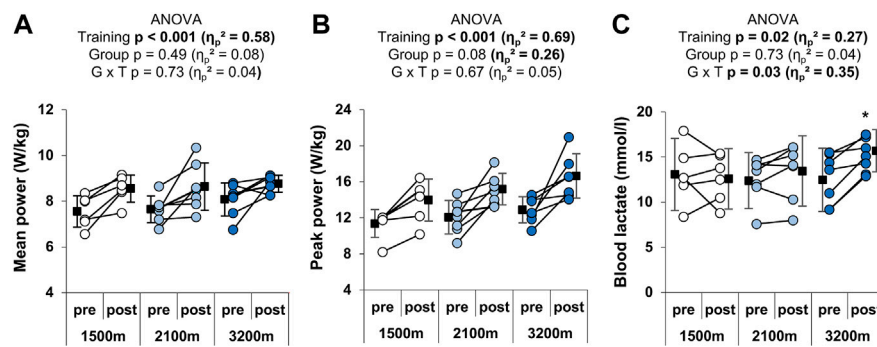 A
ANOVA
Training p < 0.001 (ηp² = 0.58)
Group p = 0.49 (ηp² = 0.08)
G x T p = 0.73 (ηp² = 0.04)
Mean power (W/kg)
12
10
8
6
4
pre post pre post pre post
1500m 2100m 3200m
B
ANOVA
Training p < 0.001 (ηp² = 0.69)
Group p = 0.08 (ηp² = 0.26)
G x T p = 0.67 (ηp² = 0.05)
Peak power (W/kg)
24
20
16
12
8
4
pre post pre post pre post
1500m 2100m 3200m
C
ANOVA
Training p = 0.02 (ηp² = 0.27)
Group p = 0.73 (ηp² = 0.04)
G x T p = 0.03 (ηp² = 0.35)
Blood lactate (mmol/l)
20
15
10
5
0
*
pre post pre post pre post
1500m 2100m 3200m